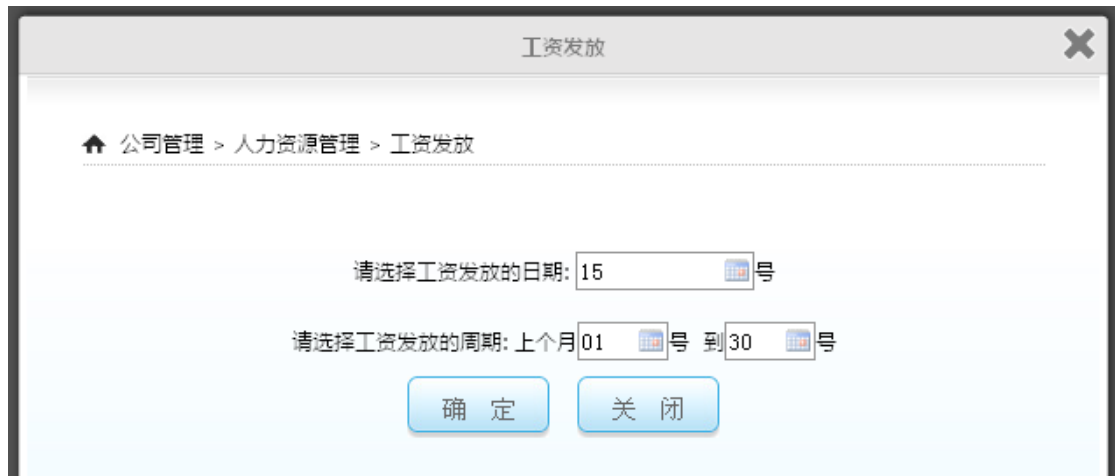 工资发放
公司管理 > 人力资源管理 > 工资发放
请选择工资发放的日期: 15 号
请选择工资发放的周期: 上个月 01 号 到 30 号
确 定 关 闭